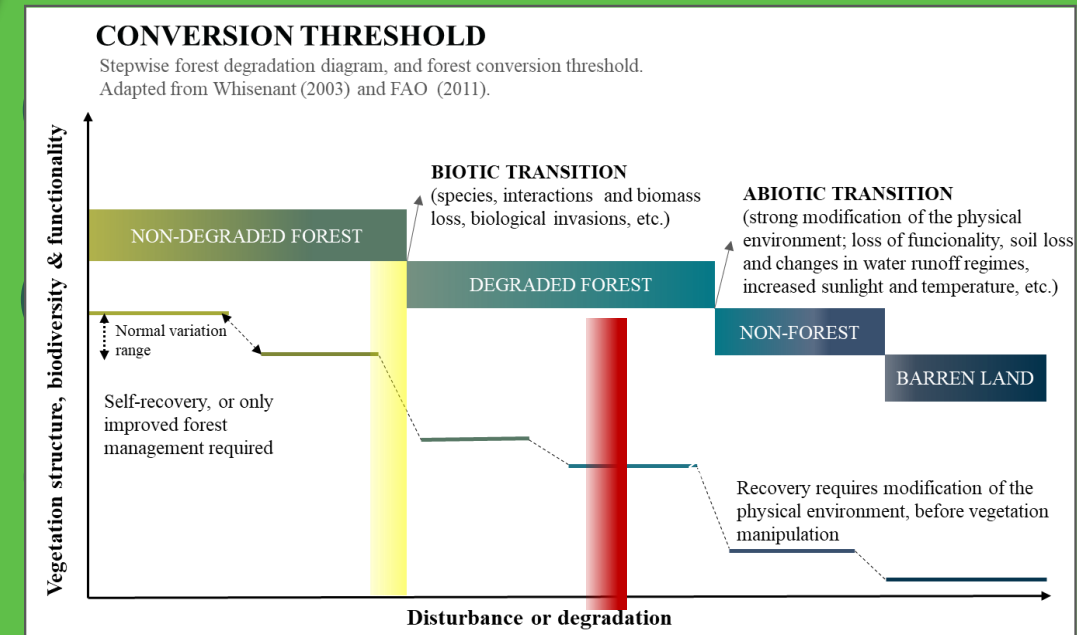 CONVERSION THRESHOLD
Stepwise forest degradation diagram, and forest conversion threshold.
Adapted from Whisenant (2003) and FAO (2011).
Vegetation structure, biodiversity & functionality
BIOTIC TRANSITION
(species, interactions and biomass
loss, biological invasions, etc.)
ABIOTIC TRANSITION
(strong modification of the physical
environment; loss of funcionality, soil loss
and changes in water runoff regimes,
increased sunlight and temperature, etc.)
NON-DEGRADED FOREST
DEGRADED FOREST
NON-FOREST
BARREN LAND
Normal variation
range
Self-recovery, or only
improved forest
management required
Recovery requires modification of the
physical environment, before vegetation
manipulation
Disturbance or degradation